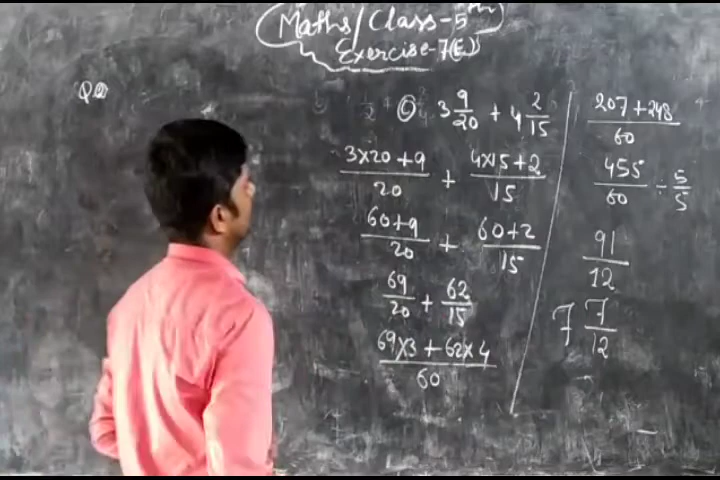 Maths/Class-5th
Exercise-7(E)
Q2
(c) 3 9/20 + 4 2/15
3×20+9/20 + 4×15+2/15
60+9/20 + 60+2/15
69/20 + 62/15
69×3+62×4/60
207+248/60
455/60 ÷ 5/5
91/12
7 7/12